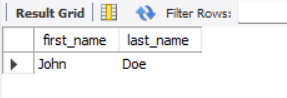 Result Grid Filter Rows:
first_name last_name
John Doe